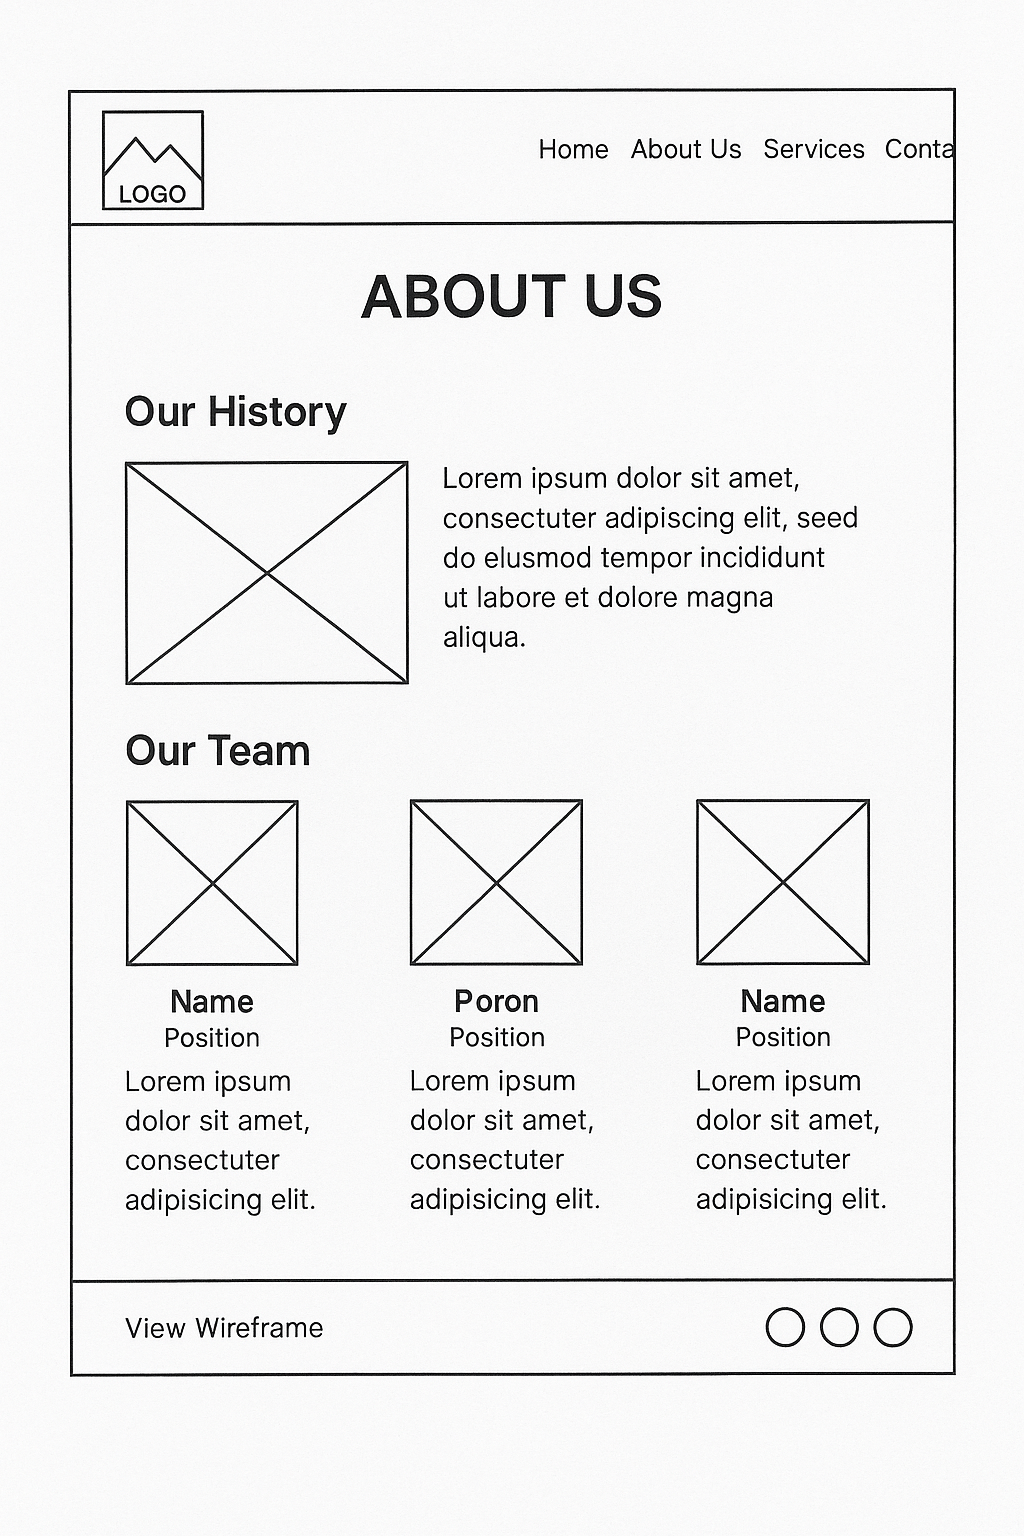 LOGO
Home About Us Services Conta
ABOUT US
Our History
Lorem ipsum dolor sit amet,
consectuter adipiscing elit, seed
do elusmod tempor incididunt
ut labore et dolore magna
aliqua.
Our Team
Name
Position
Lorem ipsum
dolor sit amet,
consectuter
adipisicing elit.
Poron
Position
Lorem ipsum
dolor sit amet,
consectuter
adipisicing elit.
Name
Position
Lorem ipsum
dolor sit amet,
consectuter
adipisicing elit.
View Wireframe